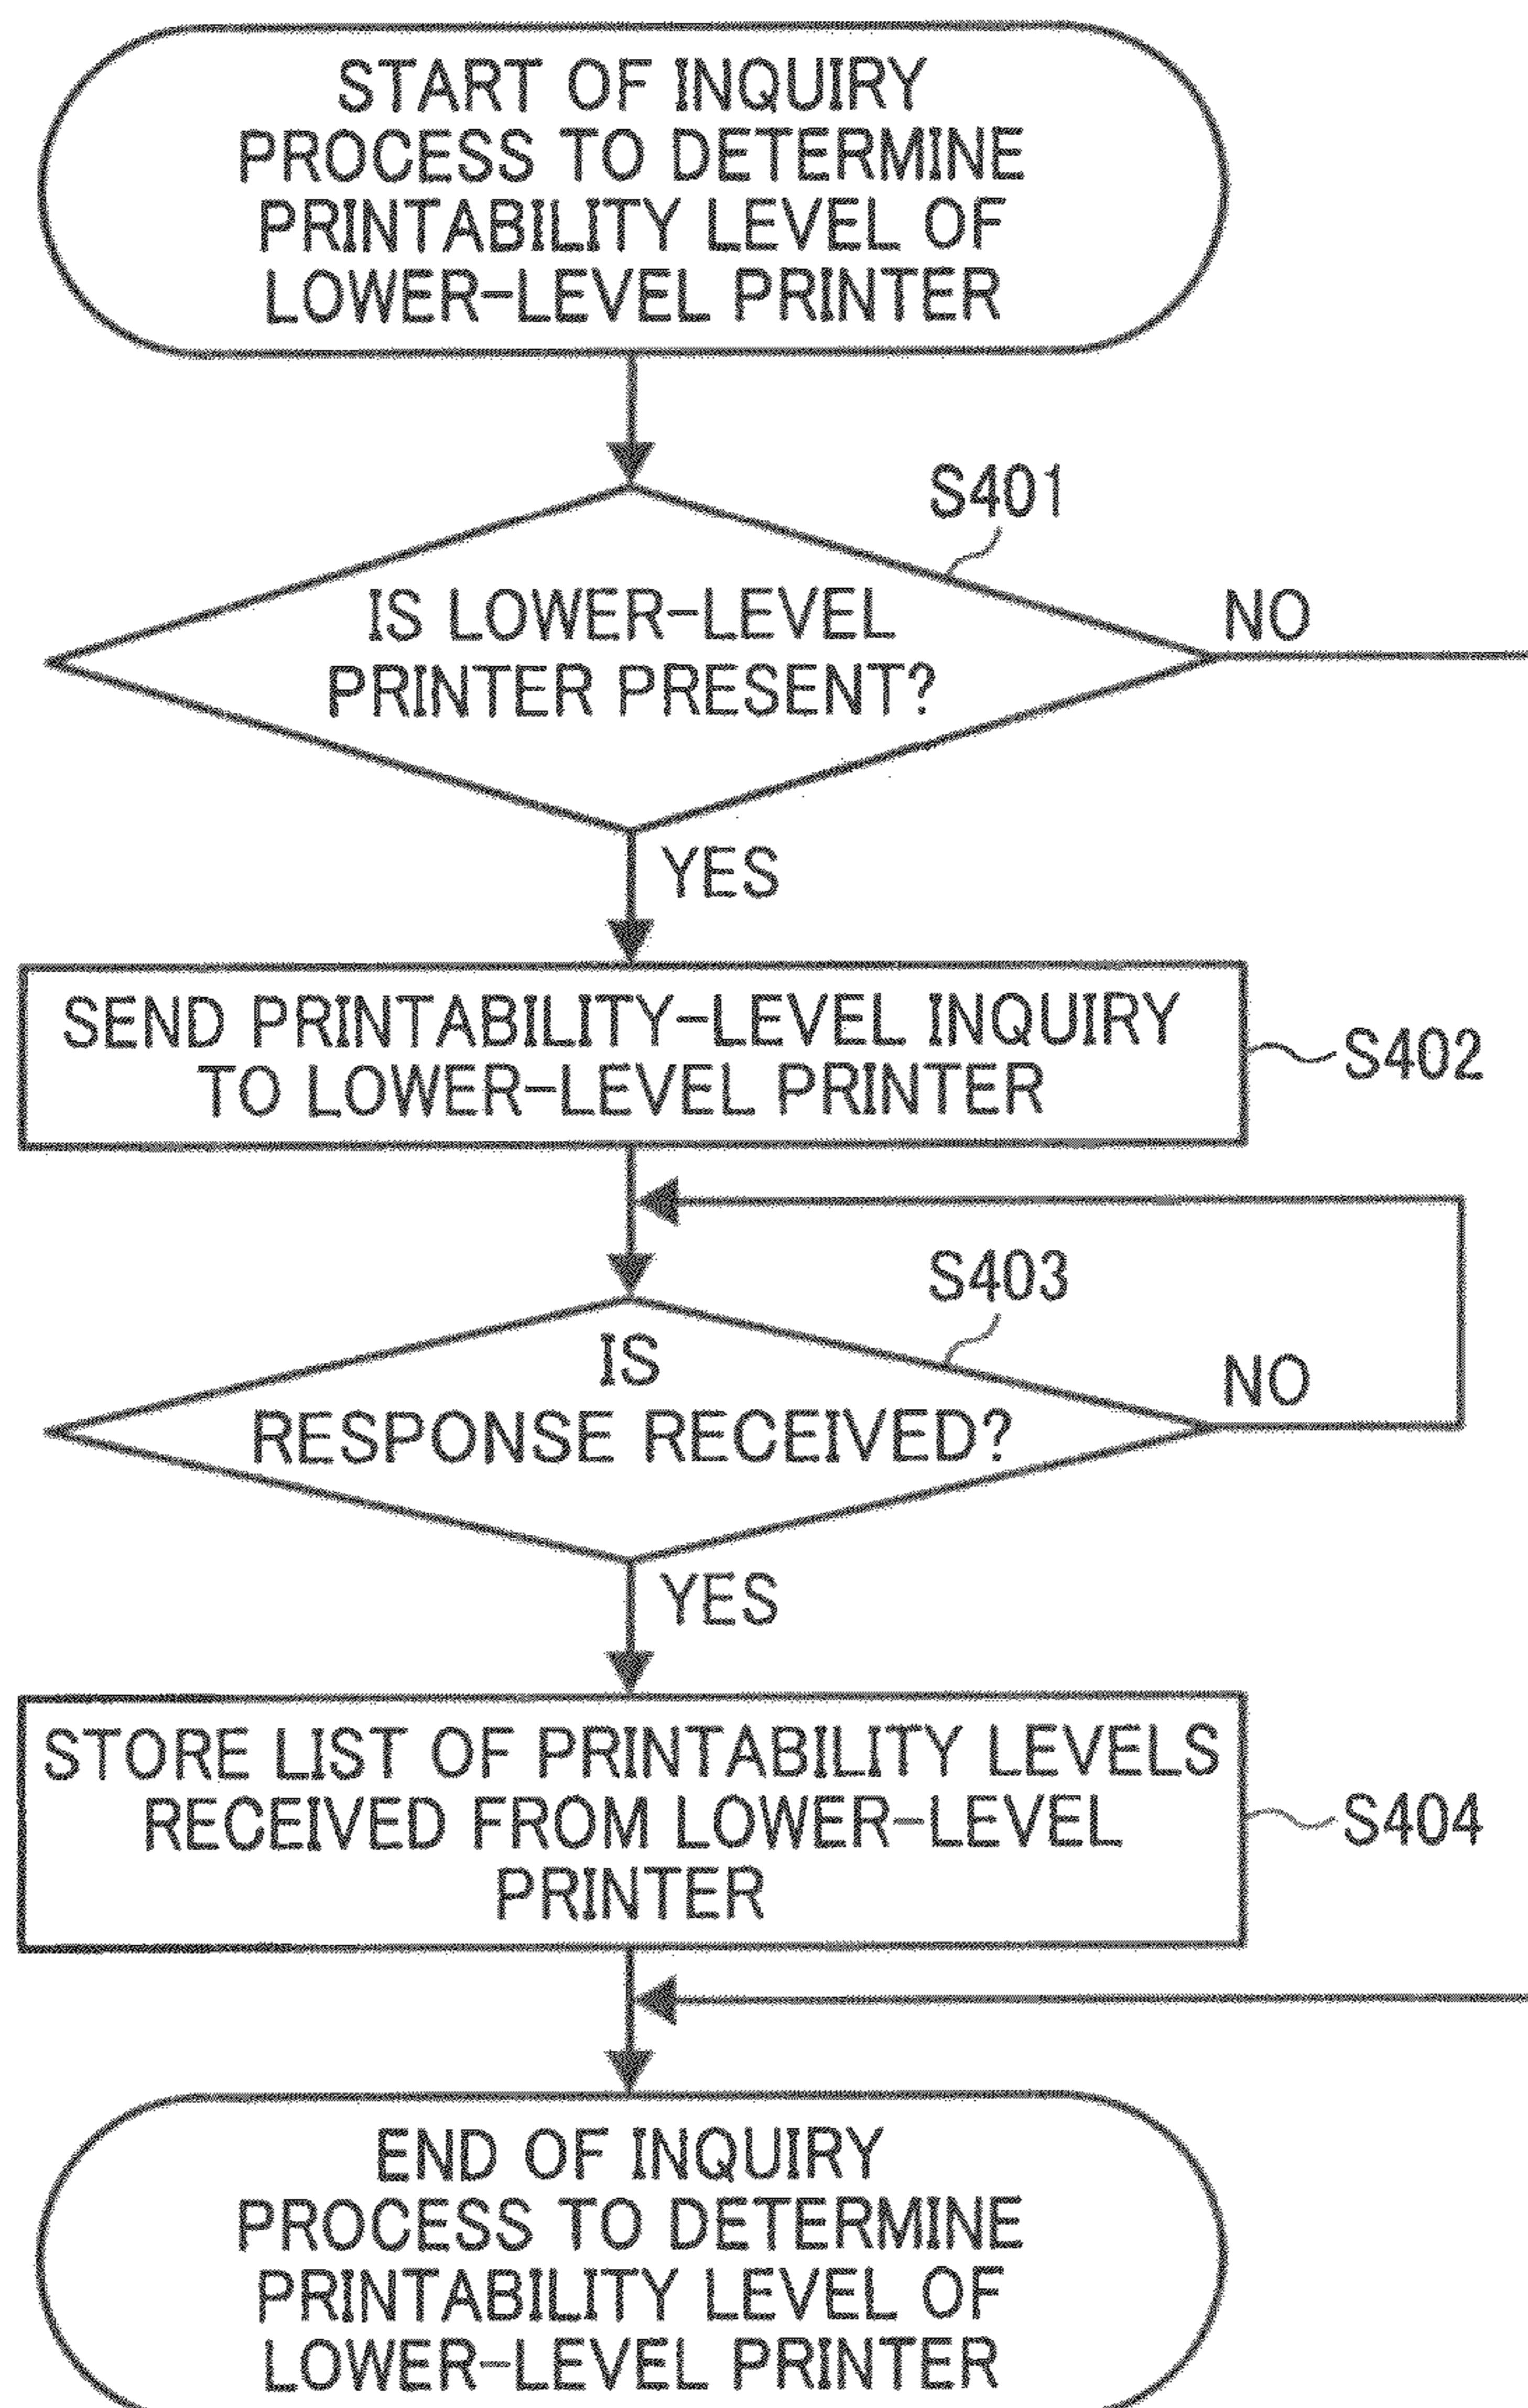 START OF INQUIRY
PROCESS TO DETERMINE
PRINTABILITY LEVEL OF
LOWER-LEVEL PRINTER
S401
IS LOWER-LEVEL
PRINTER PRESENT?
NO
YES
SEND PRINTABILITY-LEVEL INQUIRY
TO LOWER-LEVEL PRINTER
S402
S403
IS
RESPONSE RECEIVED?
NO
YES
STORE LIST OF PRINTABILITY LEVELS
RECEIVED FROM LOWER-LEVEL
PRINTER
S404
END OF INQUIRY
PROCESS TO DETERMINE
PRINTABILITY LEVEL OF
LOWER-LEVEL PRINTER